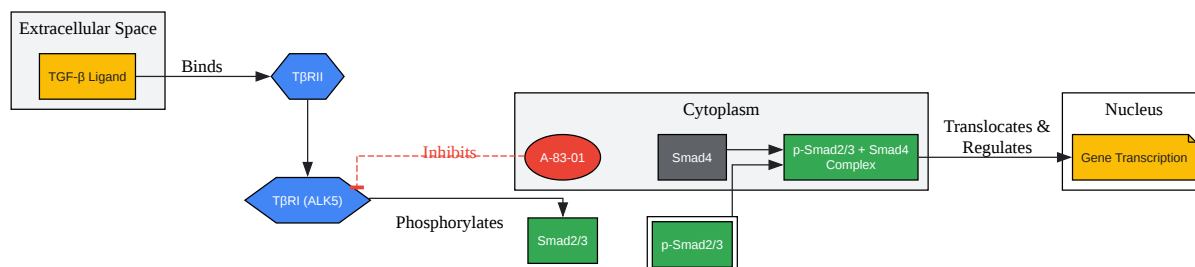 Extracellular Space
TGF-β Ligand
Binds
TβRII
Inhibits
TβRI (ALK5)
Phosphorylates
Smad2/3
Cytoplasm
A-83-01
Smad4
p-Smad2/3 + Smad4
Complex
p-Smad2/3
Translocates &
Regulates
Nucleus
Gene Transcription